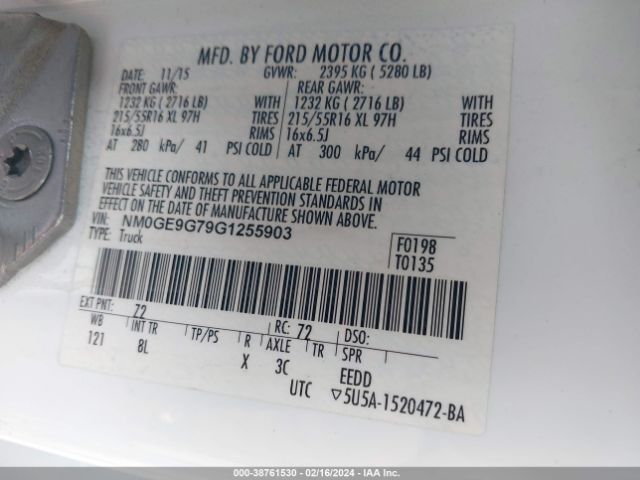 MFD. BY FORD MOTOR CO.
DATE: 11/15 GVWR: 2395 KG ( 5280 LB)
FRONT GAWR: REAR GAWR:
1232 KG ( 2716 LB) WITH 1232 KG ( 2716 LB) WITH
215/55R16 XL 97H TIRES 215/55R16 XL 97H TIRES
16x6.5J RIMS 16x6.5J RIMS
AT 280 kPa/ 41 PSI COLD AT 300 kPa/ 44 PSI COLD
THIS VEHICLE CONFORMS TO ALL APPLICABLE FEDERAL MOTOR
VEHICLE SAFETY AND THEFT PREVENTION STANDARDS IN
EFFECT ON THE DATE OF MANUFACTURE SHOWN ABOVE.
VIN: NM0GE9G79G1255903
TYPE: Truck
F0198
T0135
EXT PNT: Z2 RC: 72 DSO:
WB INT TR TP/PS R AXLE TR SPR
121 8L X 3C EEDD
UTC ▽5U5A-1520472-BA
000-38761530 - 02/16/2024 - IAA Inc.